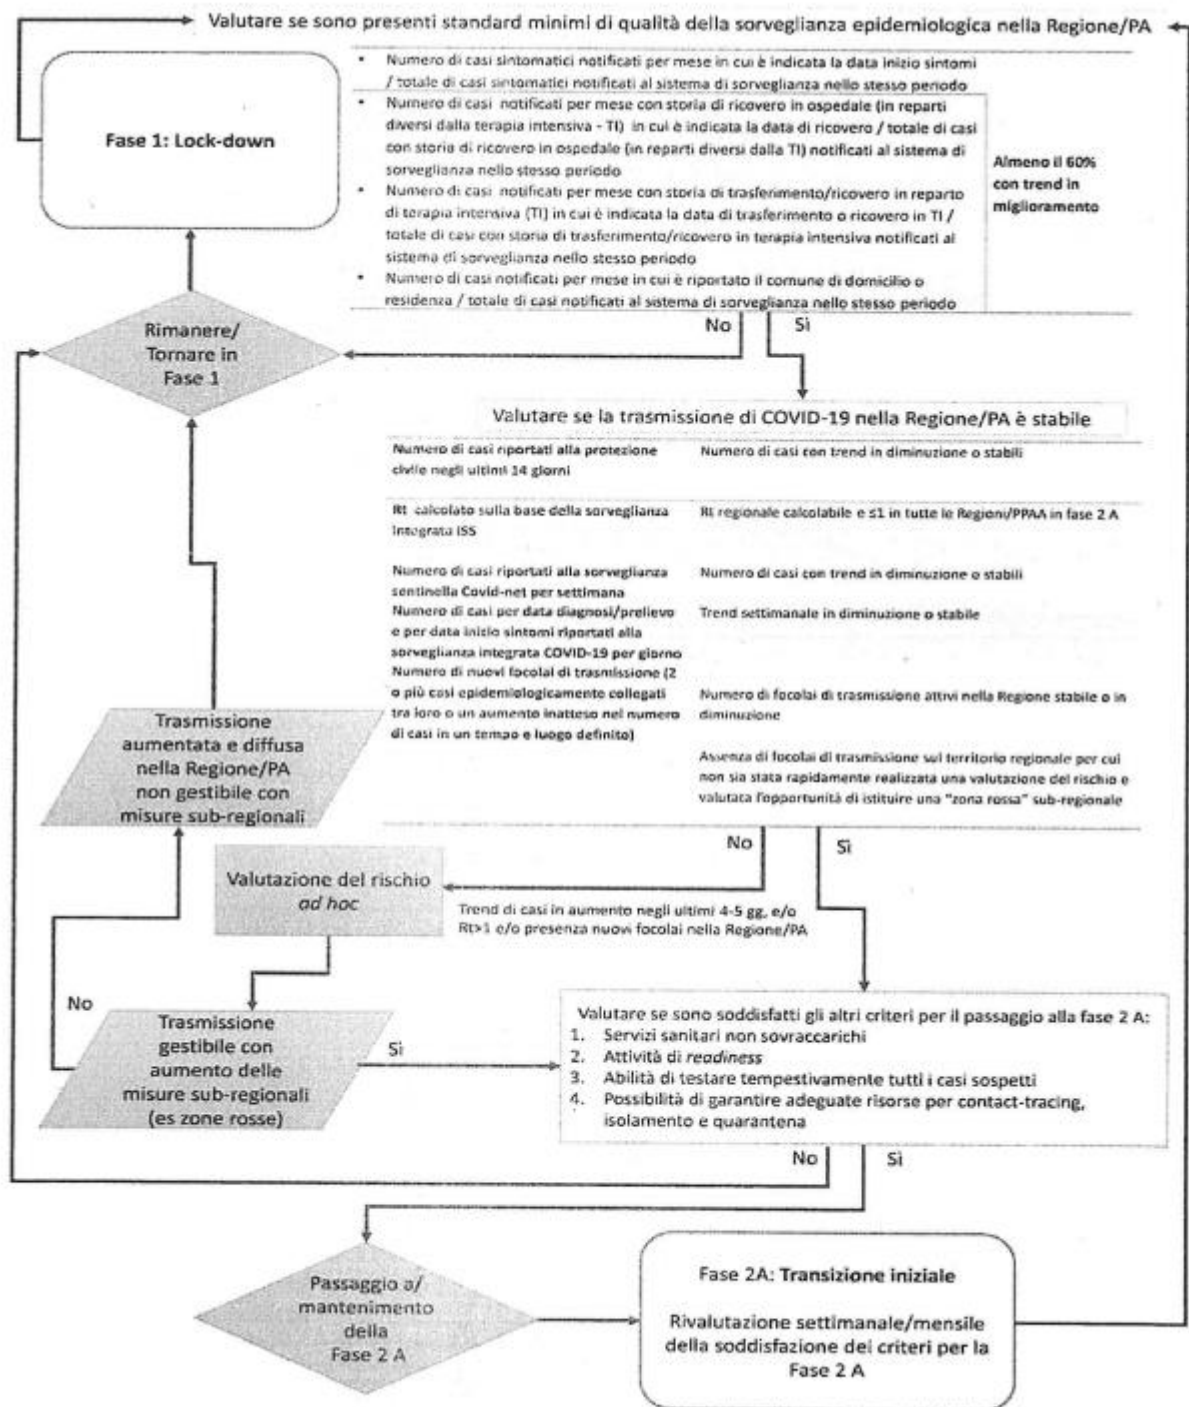 Valutare se sono presenti standard minimi di qualità della sorveglianza epidemiologica nella Regione/PA
Fase 1: Lock-down
• Numero di casi sintomatici notificati per mese in cui è indicata la data inizio sintomi
/ totale di casi sintomatici notificati al sistema di sorveglianza nello stesso periodo
• Numero di casi notificati per mese con storia di ricovero in ospedale (in reparti
diversi dalla terapia intensiva - TI) in cui è indicata la data di ricovero / totale di casi
con storia di ricovero in ospedale (in reparti diversi dalla TI) notificati al sistema di
sorveglianza nello stesso periodo
• Numero di casi notificati per mese con storia di trasferimento/ricovero in reparto
di terapia intensiva (TI) in cui è indicata la data di trasferimento o ricovero in TI /
totale di casi con storia di trasferimento/ricovero in terapia intensiva notificati al
sistema di sorveglianza nello stesso periodo
• Numero di casi notificati per mese in cui è riportato il comune di domicilio o
residenza / totale di casi notificati al sistema di sorveglianza nello stesso periodo
Almeno il 60%
con trend in
miglioramento
No
Sì
Rimanere/
Tornare in
Fase 1
Valutare se la trasmissione di COVID-19 nella Regione/PA è stabile
Numero di casi riportati alla protezione
civile negli ultimi 14 giorni
Numero di casi con trend in diminuzione o stabili
Rt calcolato sulla base della sorveglianza
integrata ISS
Rt regionale calcolabile e ≤1 in tutte le Regioni/PPAA in fase 2 A
Numero di casi riportati alla sorveglianza
sentinella Covid-net per settimana
Numero di casi con trend in diminuzione o stabili
Numero di casi per data diagnosi/prelievo
e per data inizio sintomi riportati alla
sorveglianza integrata COVID-19 per giorno
Trend settimanale in diminuzione o stabile
Numero di nuovi focolai di trasmissione (2
o più casi epidemiologicamente collegati
tra loro o un aumento inatteso nel numero
di casi in un tempo e luogo definito)
Numero di focolai di trasmissione attivi nella Regione stabile o in
diminuzione
Assenza di focolai di trasmissione sul territorio regionale per cui
non sia stata rapidamente realizzata una valutazione del rischio e
valutata l'opportunità di istituire una "zona rossa" sub-regionale
Trasmissione
aumentata e diffusa
nella Regione/PA
non gestibile con
misure sub-regionali
No
Sì
Valutazione del rischio
ad hoc
Trend di casi in aumento negli ultimi 4-5 gg, e/o
Rt>1 e/o presenza nuovi focolai nella Regione/PA
No
Trasmissione
gestibile con
aumento delle
misure sub-regionali
(es zone rosse)
Sì
Valutare se sono soddisfatti gli altri criteri per il passaggio alla fase 2 A:
1. Servizi sanitari non sovraccarichi
2. Attività di readiness
3. Abilità di testare tempestivamente tutti i casi sospetti
4. Possibilità di garantire adeguate risorse per contact-tracing,
isolamento e quarantena
No
Sì
Passaggio a/
mantenimento
della
Fase 2 A
Fase 2A: Transizione iniziale
Rivalutazione settimanale/mensile
della soddisfazione dei criteri per la
Fase 2 A